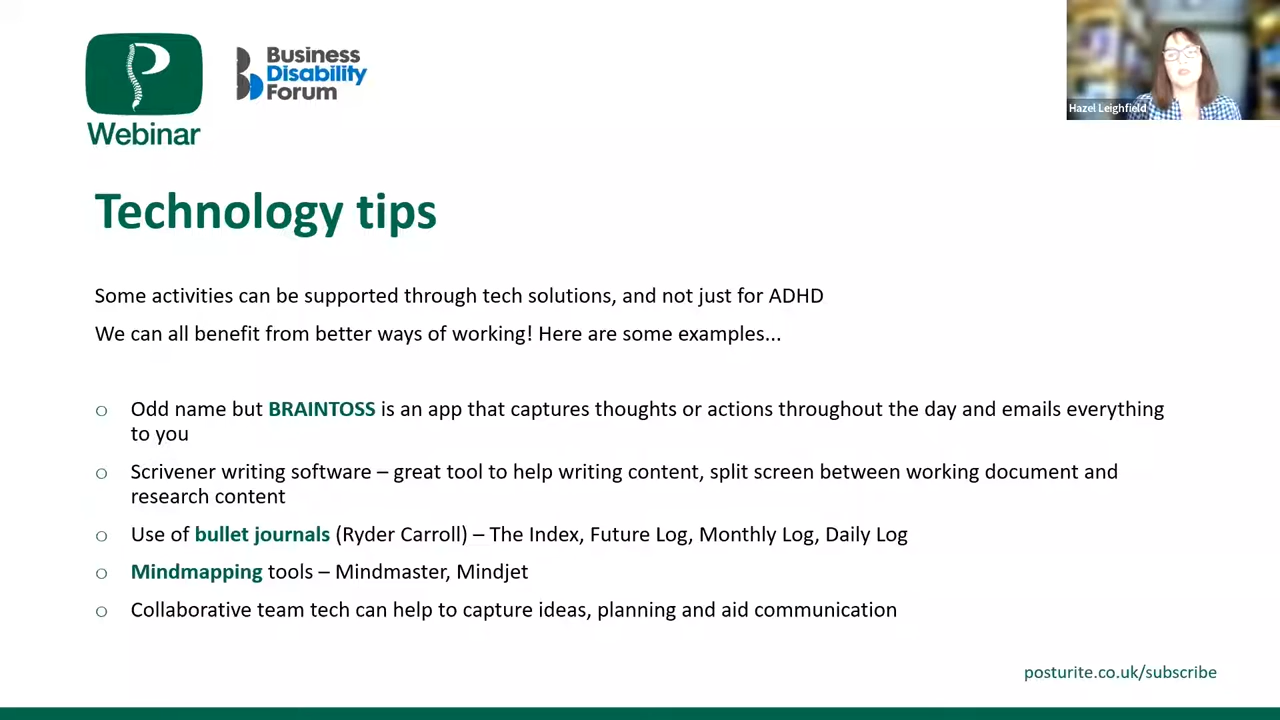 Business
Disability
Forum
Webinar
Hazel Leighfield
Technology tips
Some activities can be supported through tech solutions, and not just for ADHD
We can all benefit from better ways of working! Here are some examples...
Odd name but BRAINTOSS is an app that captures thoughts or actions throughout the day and emails everything
to you
Scrivener writing software – great tool to help writing content, split screen between working document and
research content
Use of bullet journals (Ryder Carroll) – The Index, Future Log, Monthly Log, Daily Log
Mindmapping tools – Mindmaster, Mindjet
Collaborative team tech can help to capture ideas, planning and aid communication
posturite.co.uk/subscribe